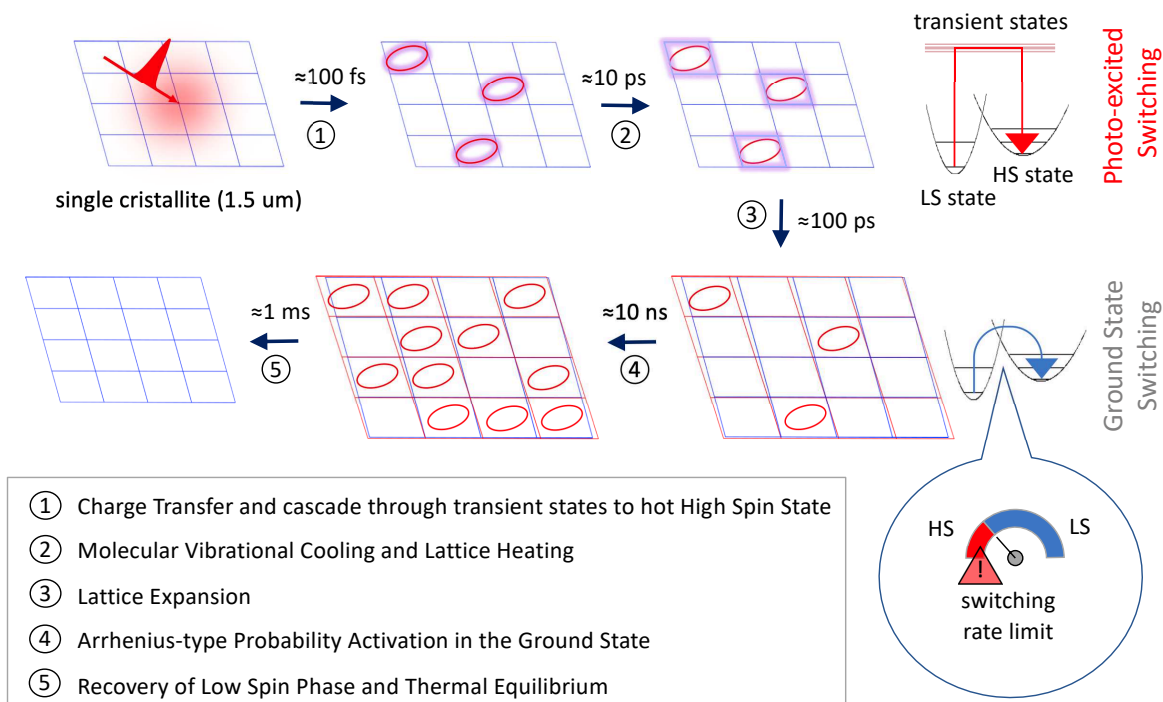 transient states
≈100 fs
①
≈10 ps
②
LS state
HS state
Photo-excited
Switching
single cristallite (1.5 um)
③
≈100 ps
≈1 ms
⑤
≈10 ns
④
Ground State
Switching
HS
LS
!
switching
rate limit
① Charge Transfer and cascade through transient states to hot High Spin State
② Molecular Vibrational Cooling and Lattice Heating
③ Lattice Expansion
④ Arrhenius-type Probability Activation in the Ground State
⑤ Recovery of Low Spin Phase and Thermal Equilibrium